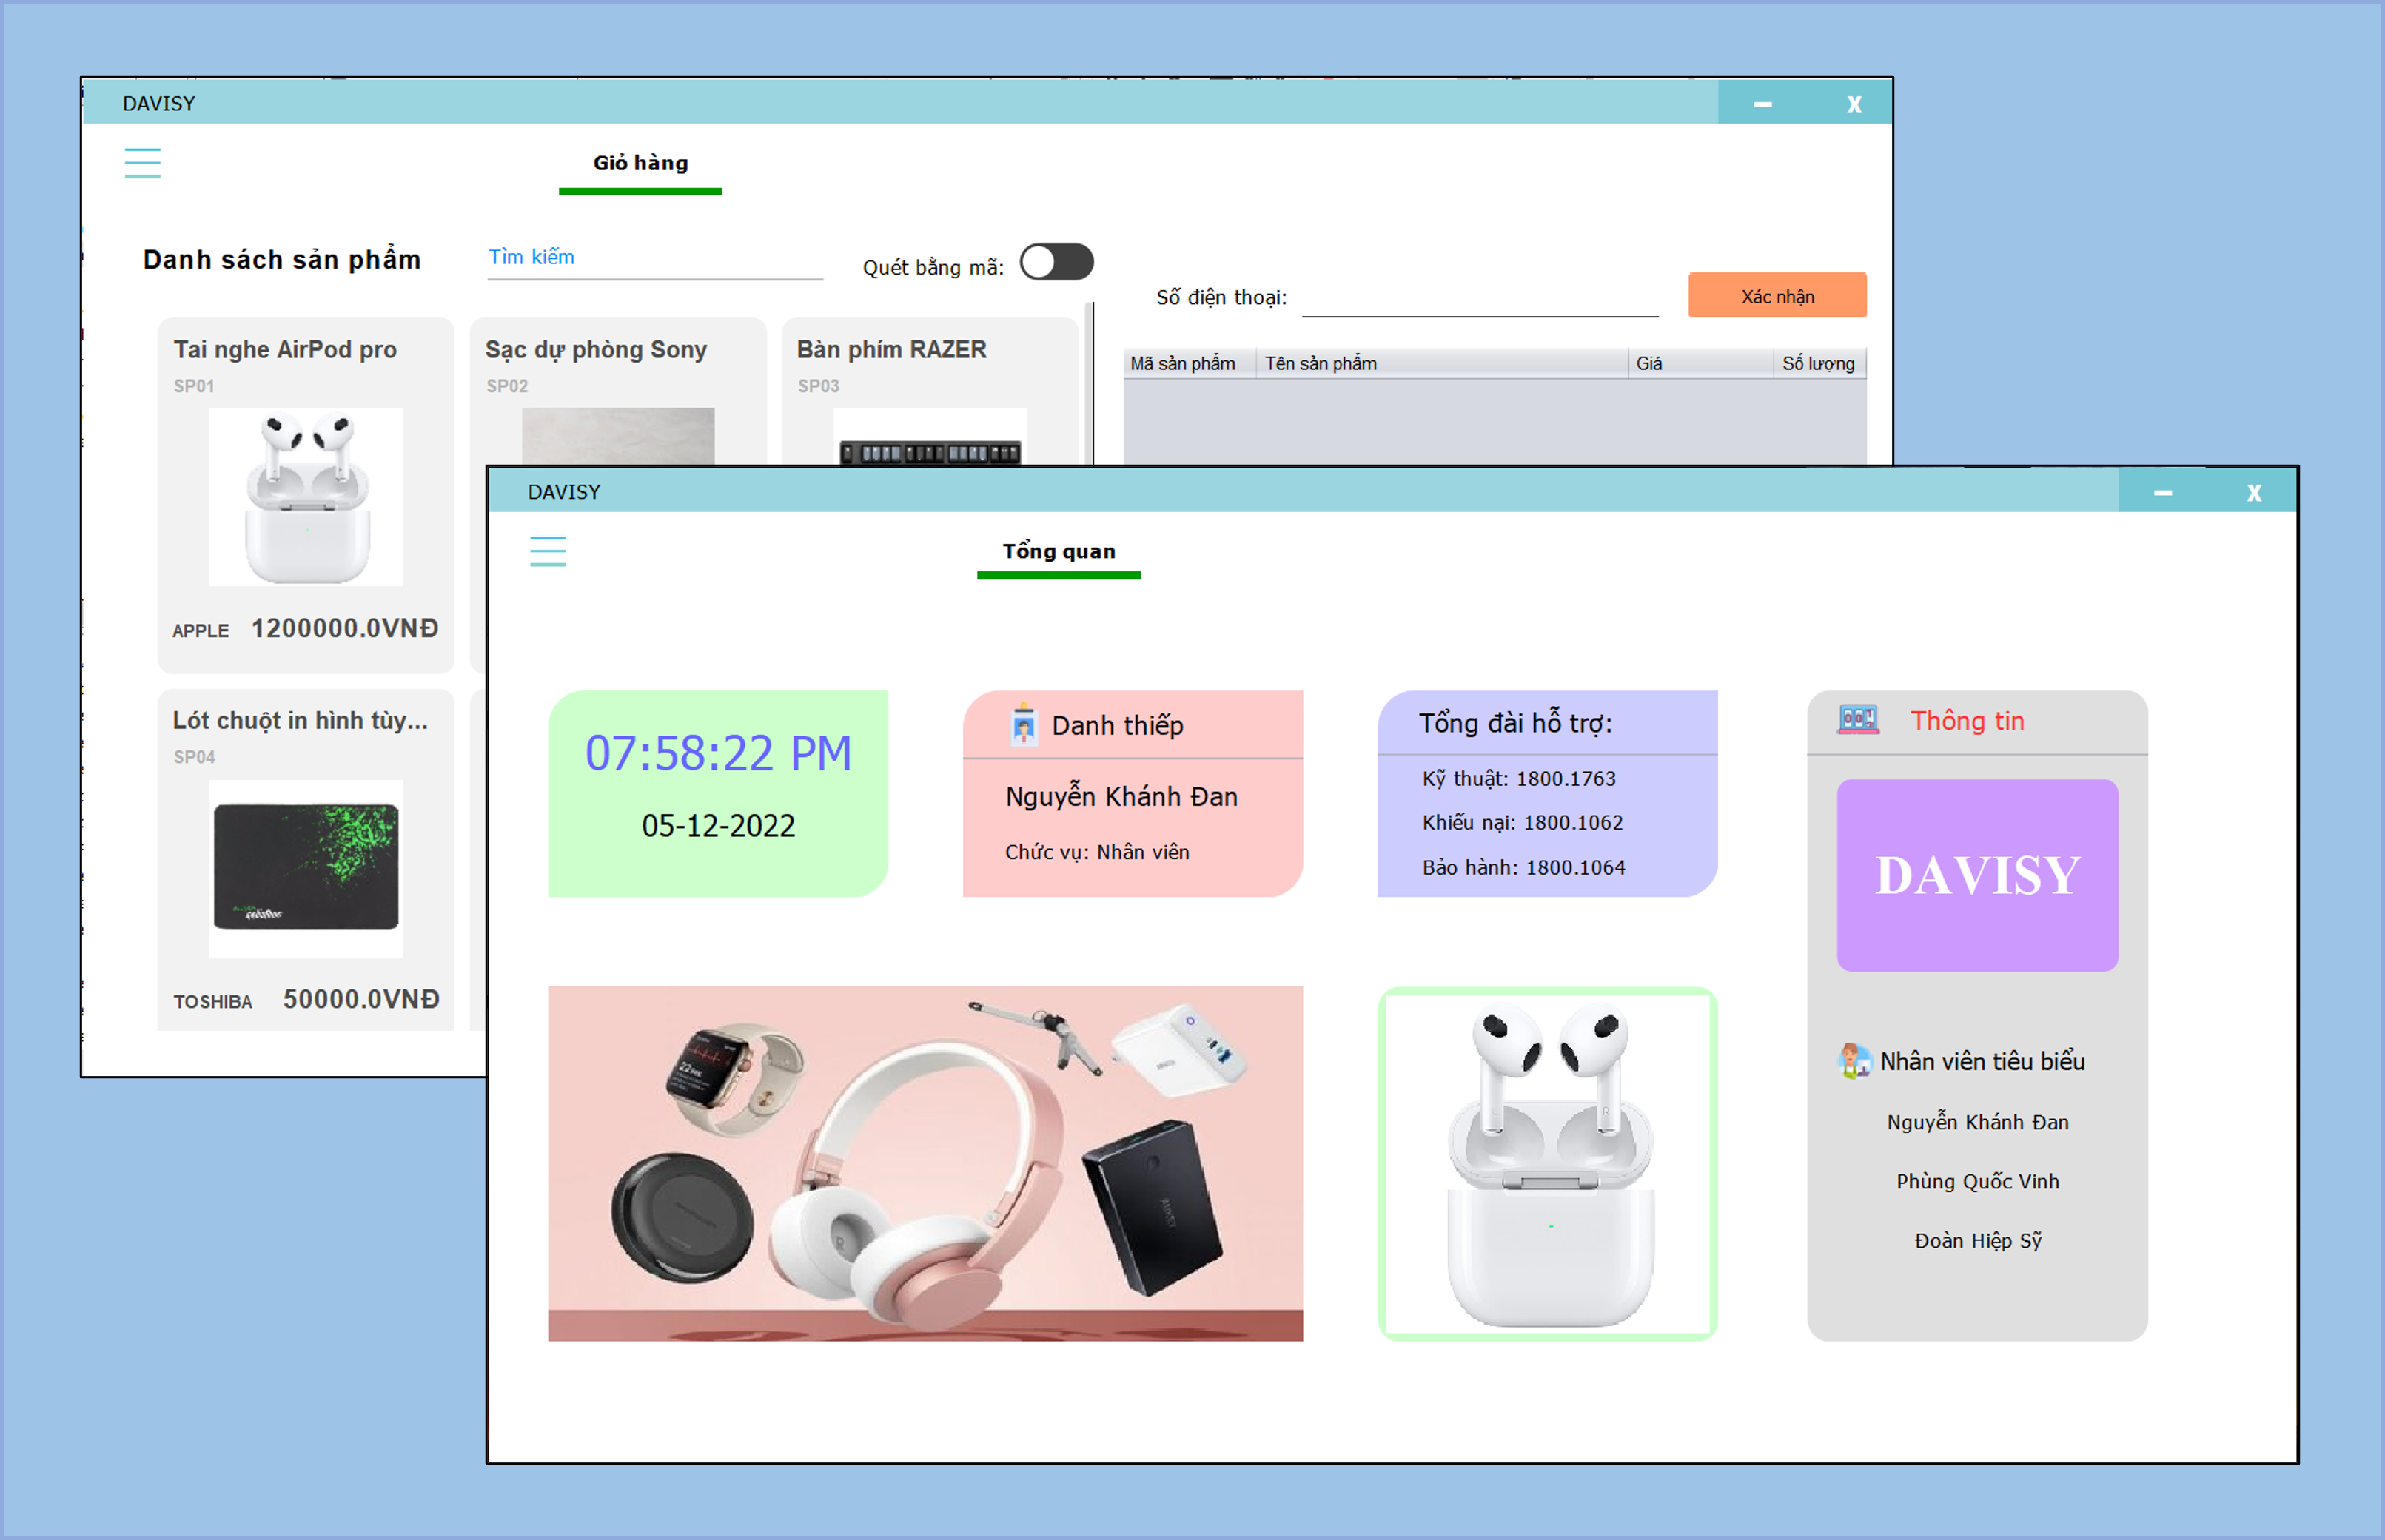 DAVISY
X
Giỏ hàng
Danh sách sản phẩm
Tìm kiếm
Quét bằng mã:
Số điện thoại:
Xác nhận
Mã sản phẩm Tên sản phẩm Giá Số lượng
Tai nghe AirPod pro
SP01
APPLE 1200000.0VNĐ
Sạc dự phòng Sony
SP02
Bàn phím RAZER
SP03
Lót chuột in hình tùy...
SP04
TOSHIBA 50000.0VNĐ
DAVISY
X
Tổng quan
07:58:22 PM
05-12-2022
Danh thiếp
Nguyễn Khánh Đan
Chức vụ: Nhân viên
Tổng đài hỗ trợ:
Kỹ thuật: 1800.1763
Khiếu nại: 1800.1062
Bảo hành: 1800.1064
Thông tin
DAVISY
Nhân viên tiêu biểu
Nguyễn Khánh Đan
Phùng Quốc Vinh
Đoàn Hiệp Sỹ